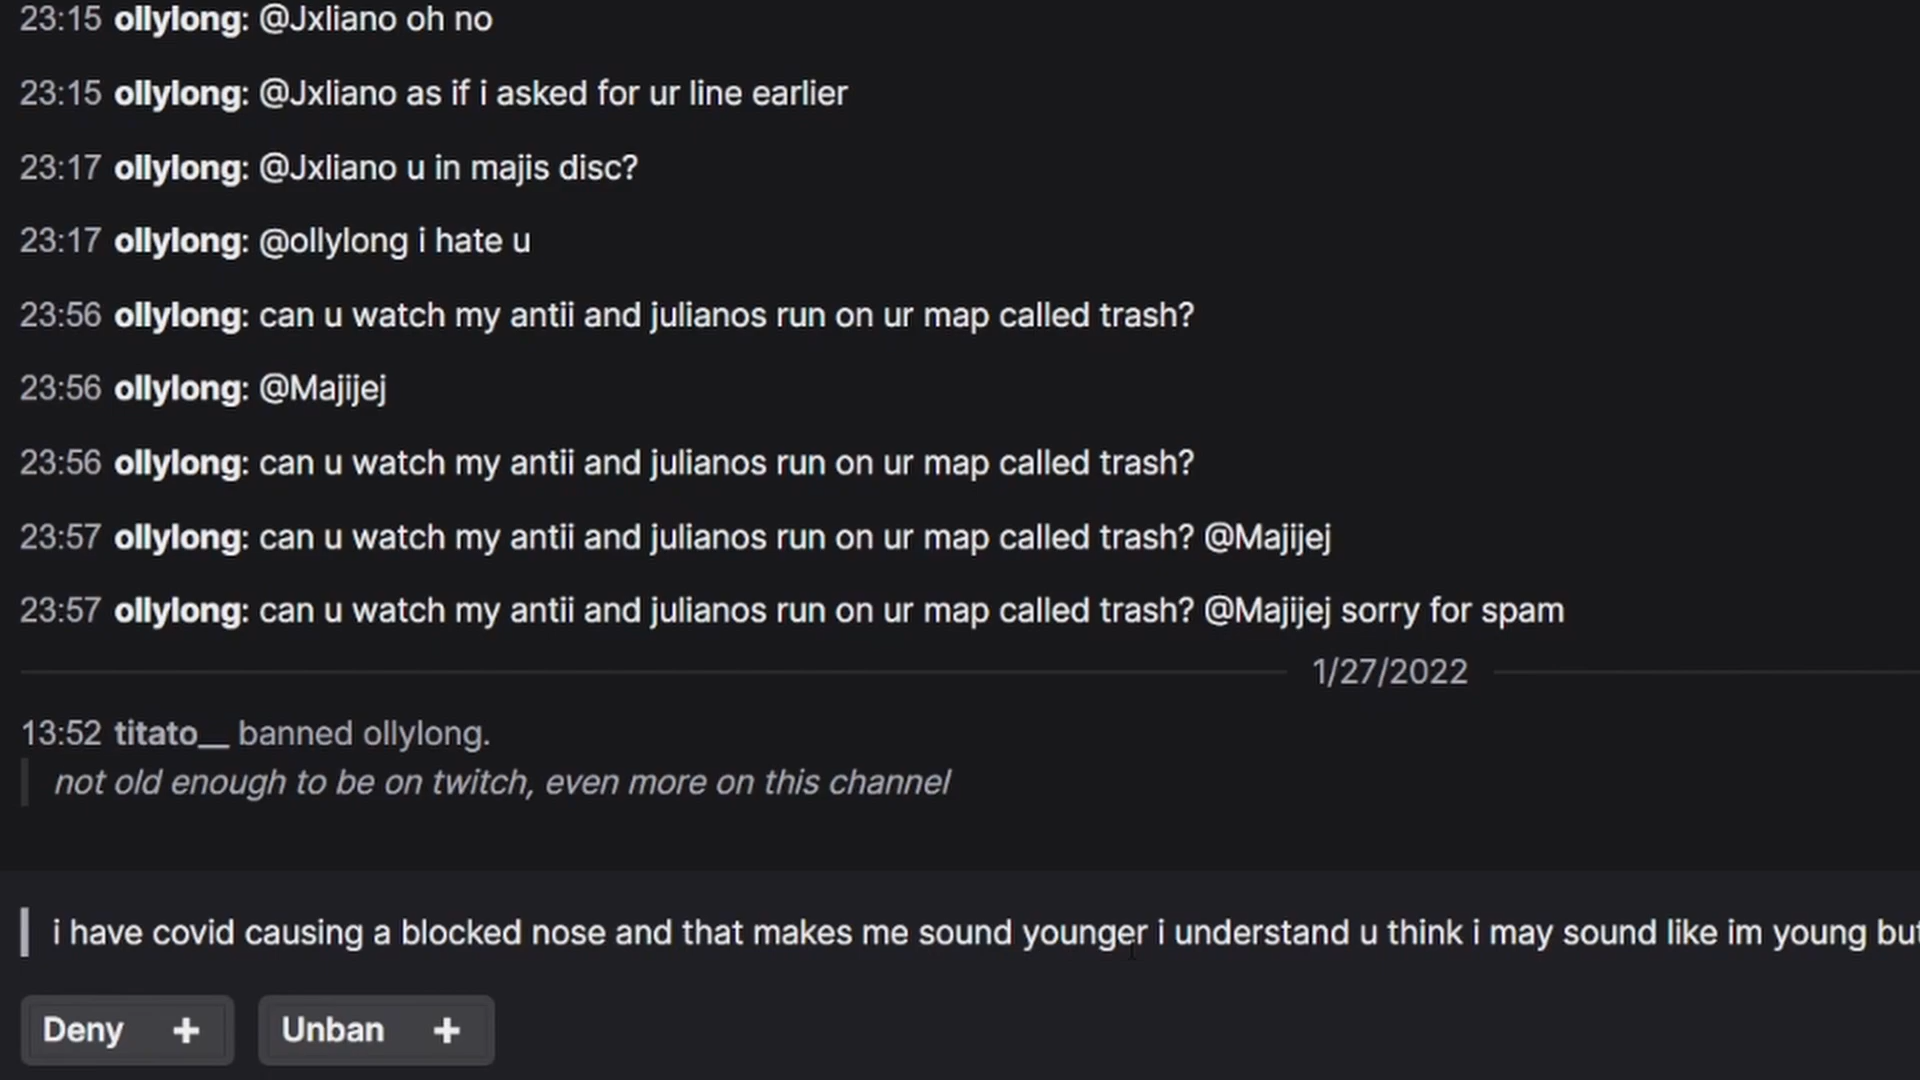 23:15 ollylong: @Jxliano oh no
23:15 ollylong: @Jxliano as if i asked for ur line earlier
23:17 ollylong: @Jxliano u in majis disc?
23:17 ollylong: @ollylong i hate u
23:56 ollylong: can u watch my antii and julianos run on ur map called trash?
23:56 ollylong: @Majijej
23:56 ollylong: can u watch my antii and julianos run on ur map called trash?
23:57 ollylong: can u watch my antii and julianos run on ur map called trash? @Majijej
23:57 ollylong: can u watch my antii and julianos run on ur map called trash? @Majijej sorry for spam
1/27/2022
13:52 titato__ banned ollylong.
not old enough to be on twitch, even more on this channel
i have covid causing a blocked nose and that makes me sound younger i understand u think i may sound like im young but
Deny +
Unban +